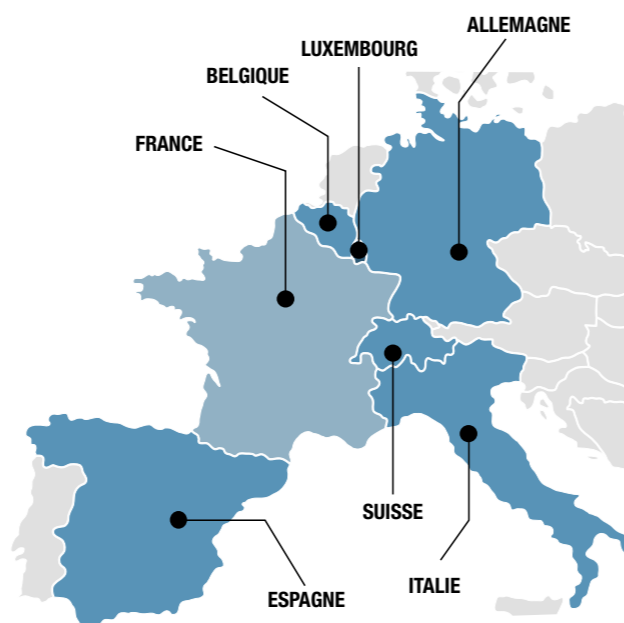 ALLEMAGNE
LUXEMBOURG
BELGIQUE
FRANCE
SUISSE
ITALIE
ESPAGNE